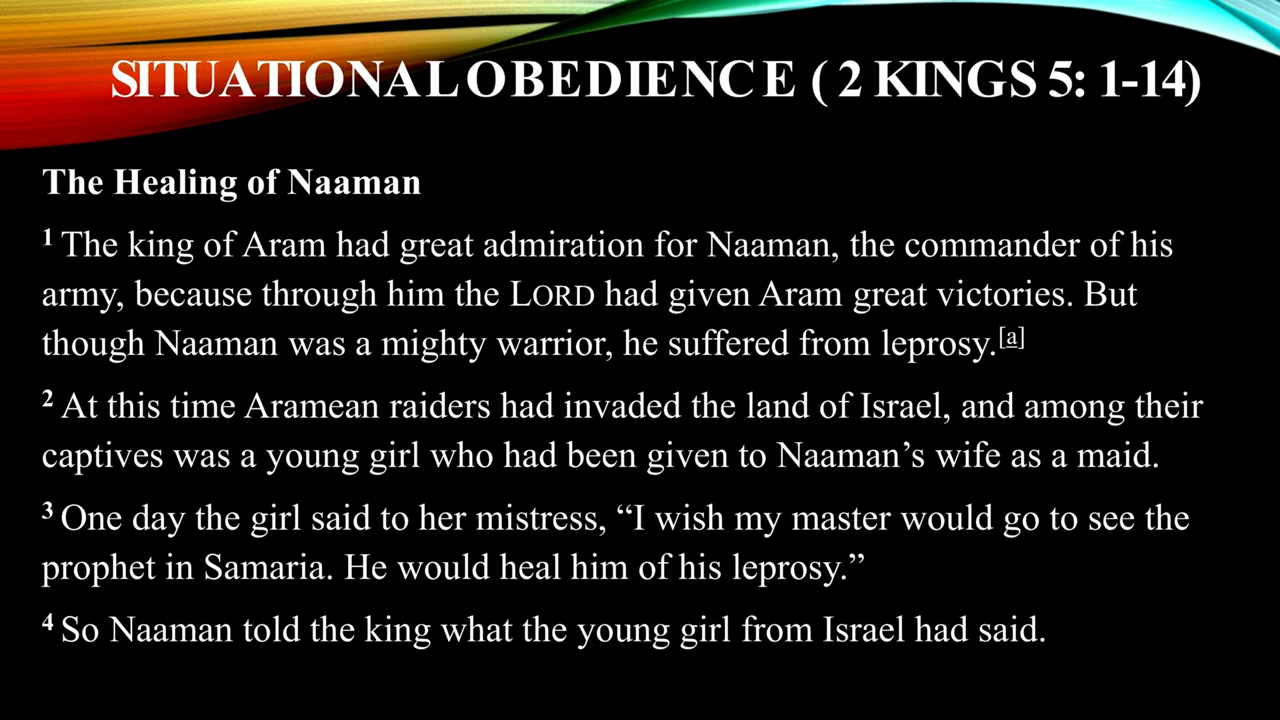 SITUATIONAL OBEDIENCE ( 2 KINGS 5: 1-14)
The Healing of Naaman
1 The king of Aram had great admiration for Naaman, the commander of his
army, because through him the LORD had given Aram great victories. But
though Naaman was a mighty warrior, he suffered from leprosy.[a]
2 At this time Aramean raiders had invaded the land of Israel, and among their
captives was a young girl who had been given to Naaman’s wife as a maid.
3 One day the girl said to her mistress, “I wish my master would go to see the
prophet in Samaria. He would heal him of his leprosy.”
4 So Naaman told the king what the young girl from Israel had said.